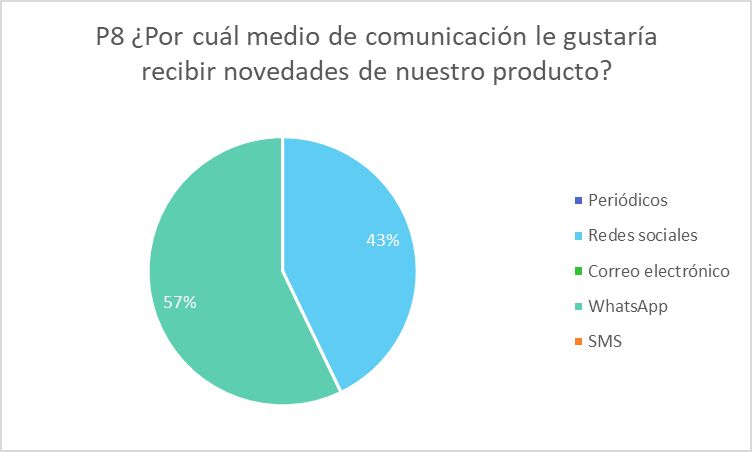 P8 ¿Por cuál medio de comunicación le gustaría
recibir novedades de nuestro producto?
43%
57%
Periódicos
Redes sociales
Correo electrónico
WhatsApp
SMS